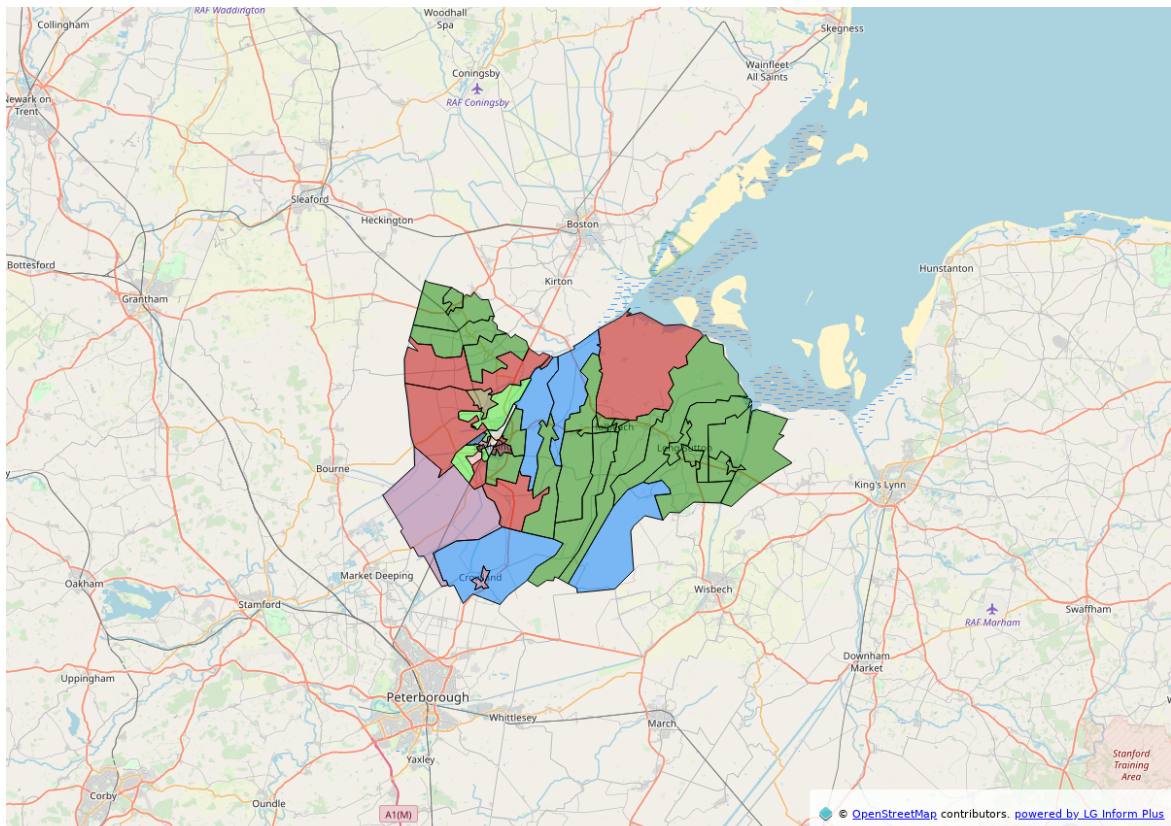 RAF Waddington
Collingham
Woodhall
Spa
Skegness
Wainfleet
All Saints
Coningsby
RAF Coningsby
Newark on
Trent
Sleaford
Heckington
Boston
Bottesford
Hunstanton
Kirton
Grantham
Bourne
King's Lynn
Oakham
Market Deeping
Stamford
Wisbech
Swaffham
RAF Marham
Downham
Market
Uppingham
Peterborough
Whittlesey
March
Yaxley
Stanford
Training
Area
Corby
Oundle
A1(M)
© OpenStreetMap contributors. powered by LG Inform Plus